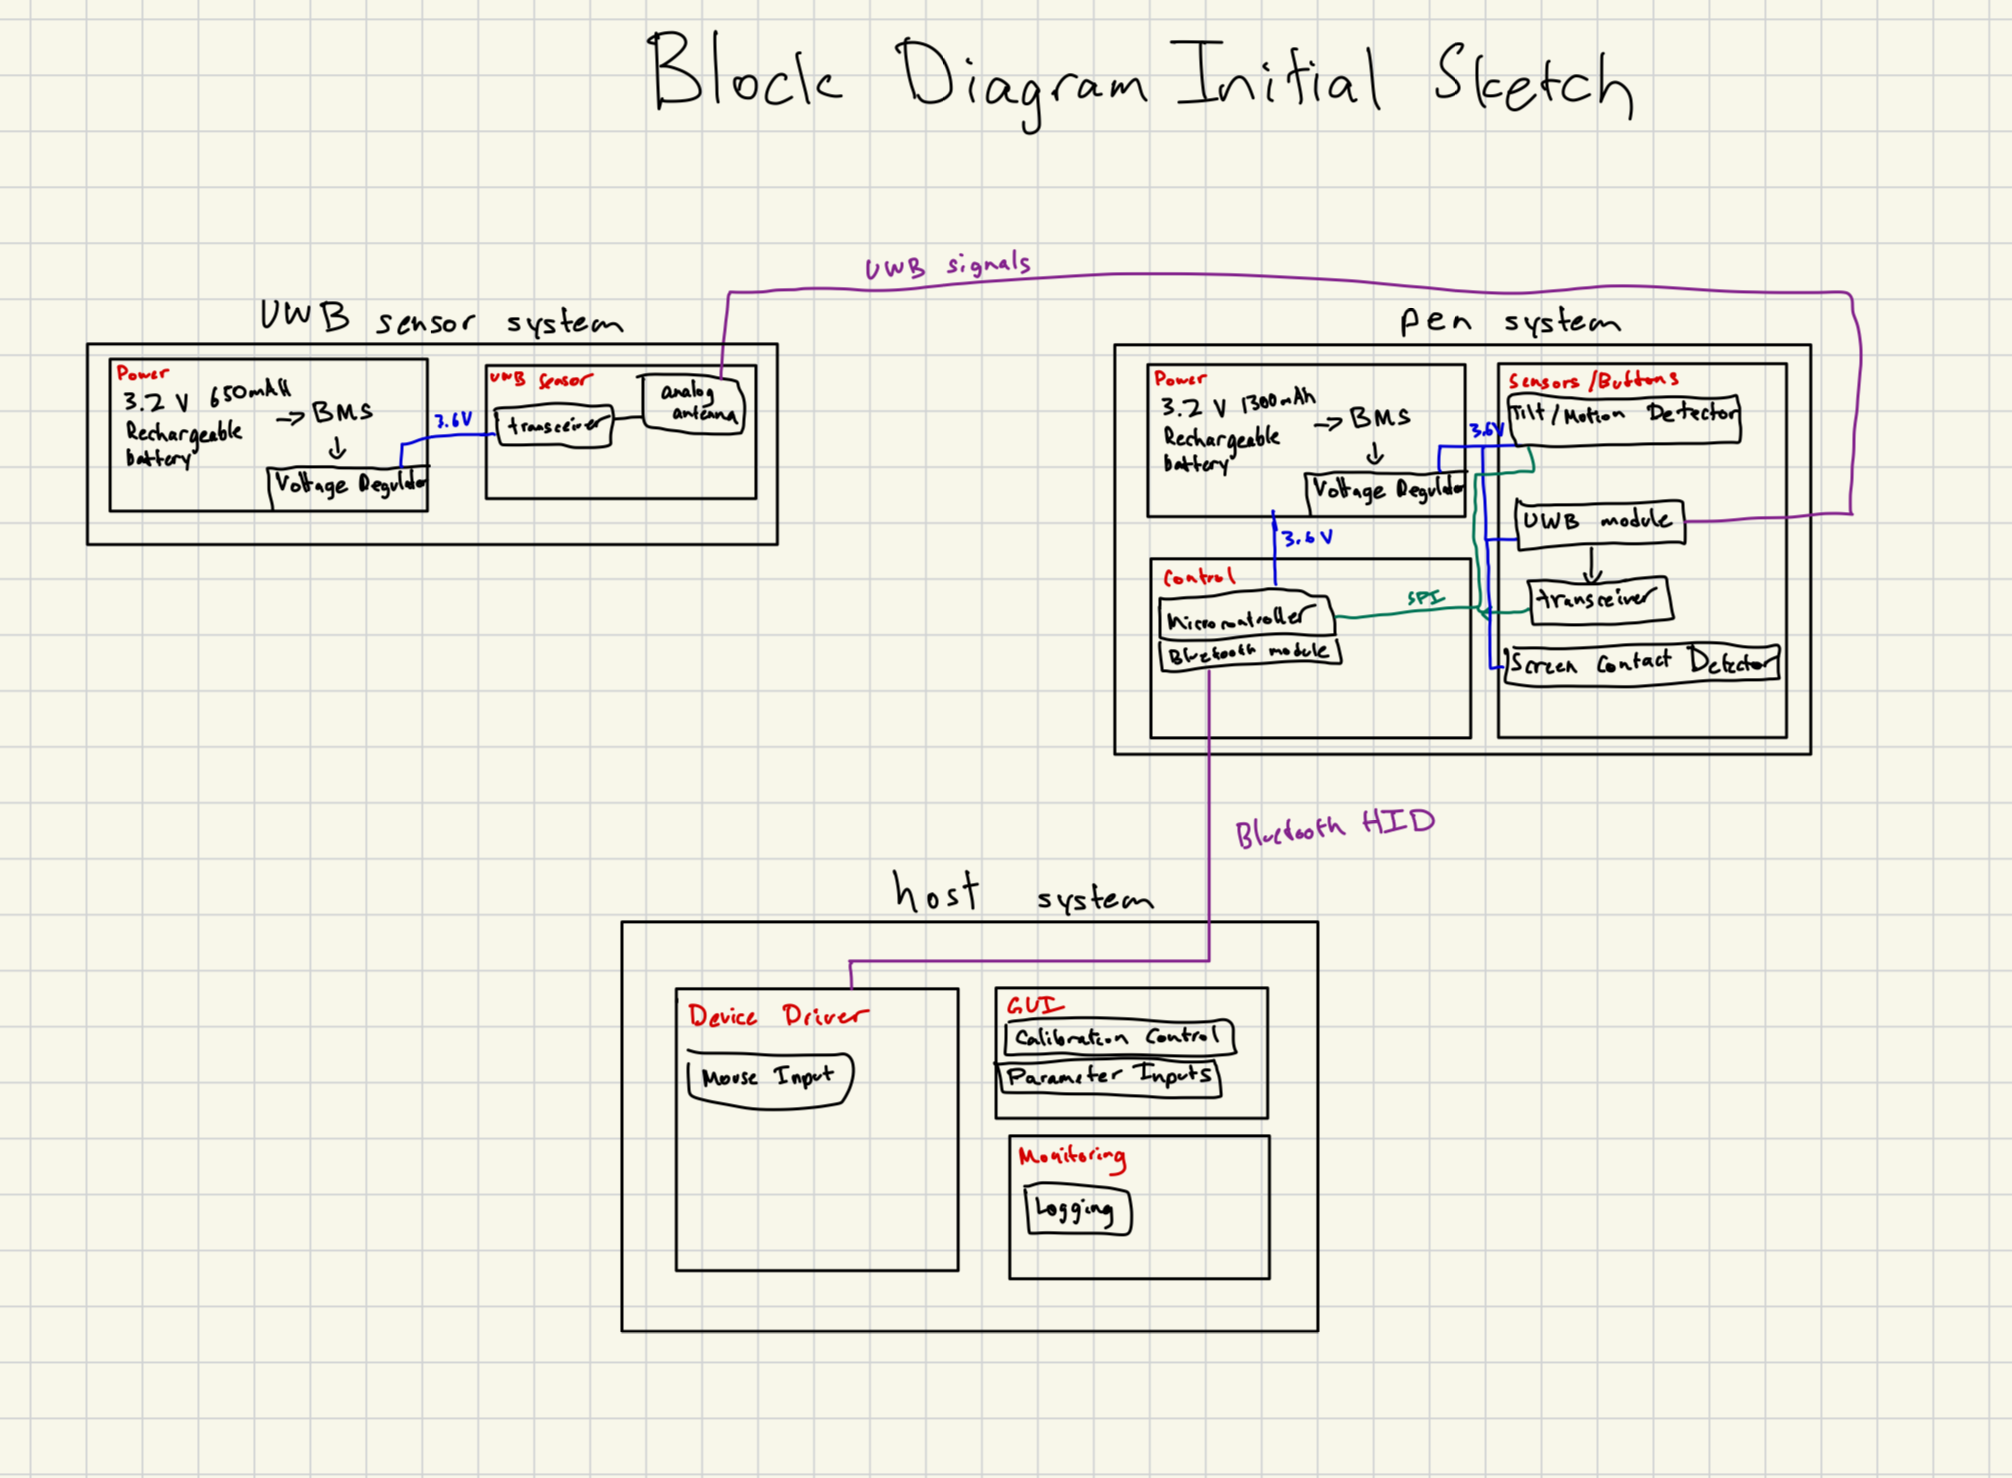 Block Diagram Initial Sketch
UWB signals
UWB sensor system
Power
3.2 V 650mAH
Rechargeable
battery
→ BMS
↓
Voltage Regulator
3.6V
UWB Sensor
transceiver
analog
antenna
Pen system
Power
3.2 V 1300mAh
Rechargeable
battery
→ BMS
↓
Voltage Regulator
3.6V
3.6V
Sensors/Buttons
Tilt/Motion Detector
UWB module
transceiver
Screen Contact Detector
Control
Microcontroller
Bluetooth module
SPI
Bluetooth HID
host system
Device Driver
Mouse Input
GUI
Calibration Control
Parameter Inputs
Monitoring
Logging